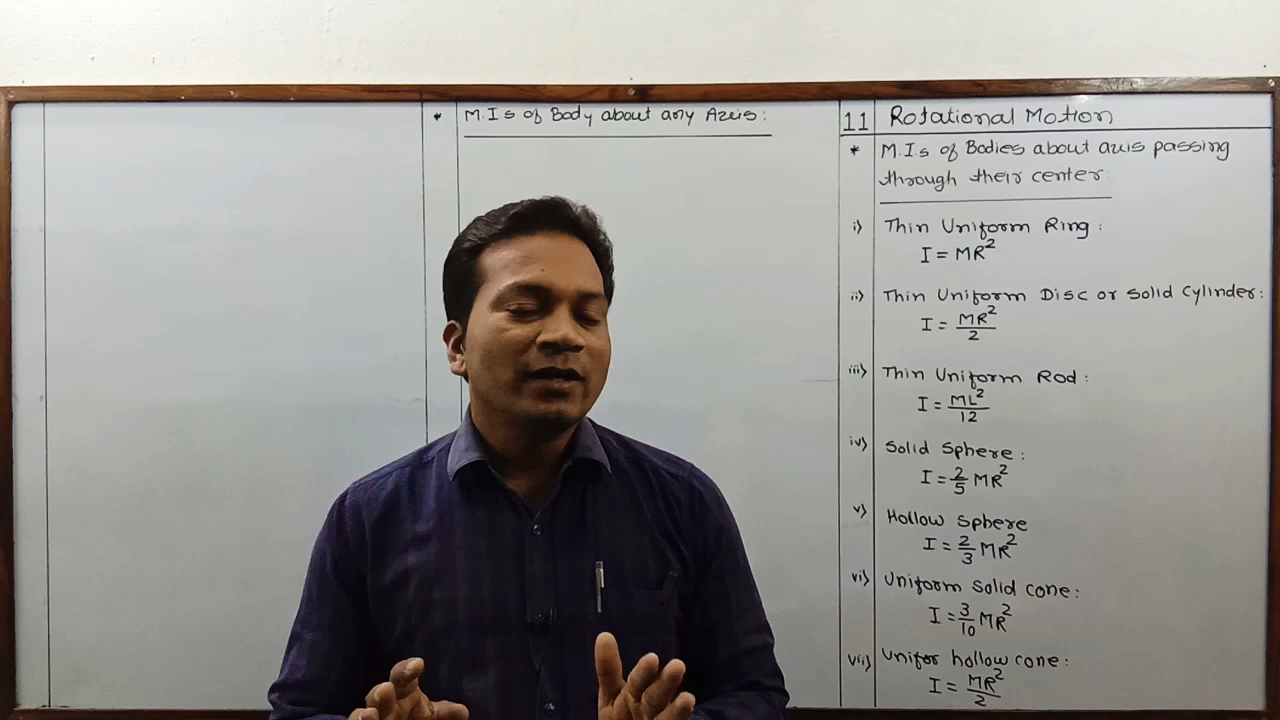 * M.Is of Body about any Axis:
11 Rotational Motion
* M.Is of Bodies about axis passing
through their center
i) Thin Uniform Ring:
I = MR²
ii) Thin Uniform Disc or Solid Cylinder:
I = MR²/2
iii) Thin Uniform Rod:
I = ML²/12
iv) Solid Sphere:
I = 2/5 MR²
v) Hollow Sphere
I = 2/3 MR²
vi) Uniform Solid cone:
I = 3/10 MR²
vii) Unifor hollow cone:
I = MR²/2